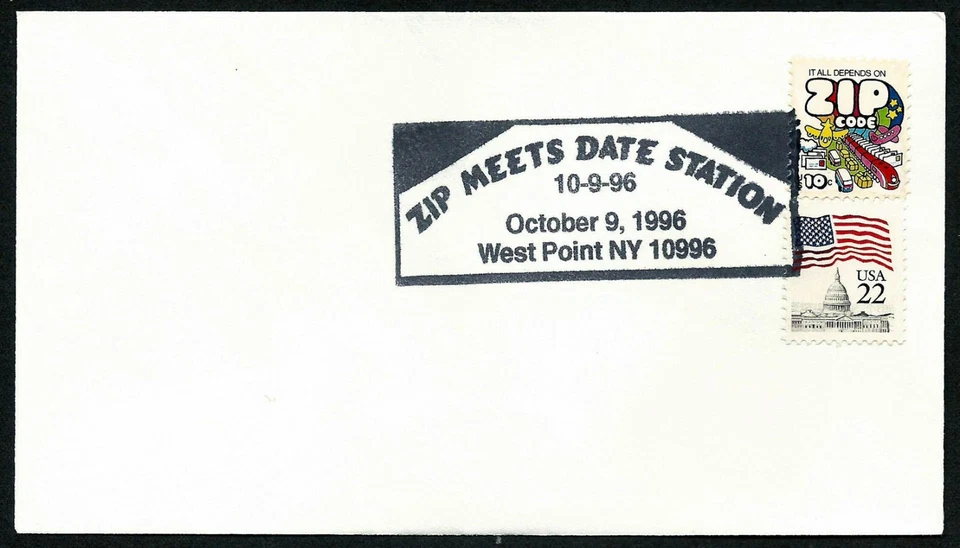 IT ALL DEPENDS ON
ZIP
CODE
10c
ZIP MEETS DATE STATION
10-9-96
October 9, 1996
West Point NY 10996
USA
22